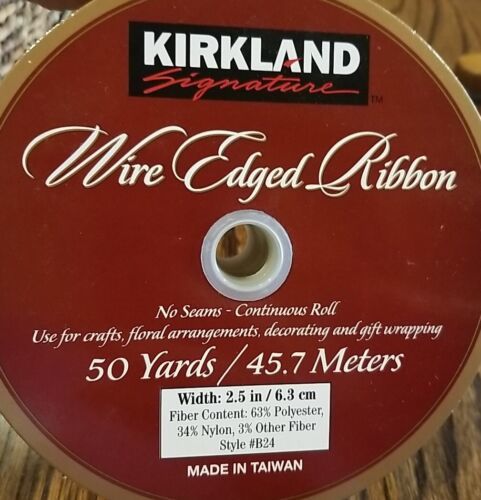 KIRKLAND
Signature™
Wire Edged Ribbon
No Seams - Continuous Roll
Use for crafts, floral arrangements, decorating and gift wrapping
50 Yards / 45.7 Meters
Width: 2.5 in / 6.3 cm
Fiber Content: 63% Polyester,
34% Nylon, 3% Other Fiber
Style #B24
MADE IN TAIWAN